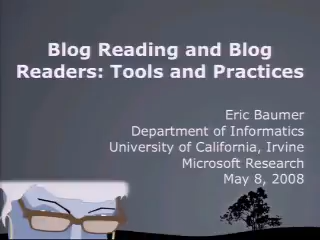 Blog Reading and Blog
Readers: Tools and Practices
Eric Baumer
Department of Informatics
University of California, Irvine
Microsoft Research
May 8, 2008